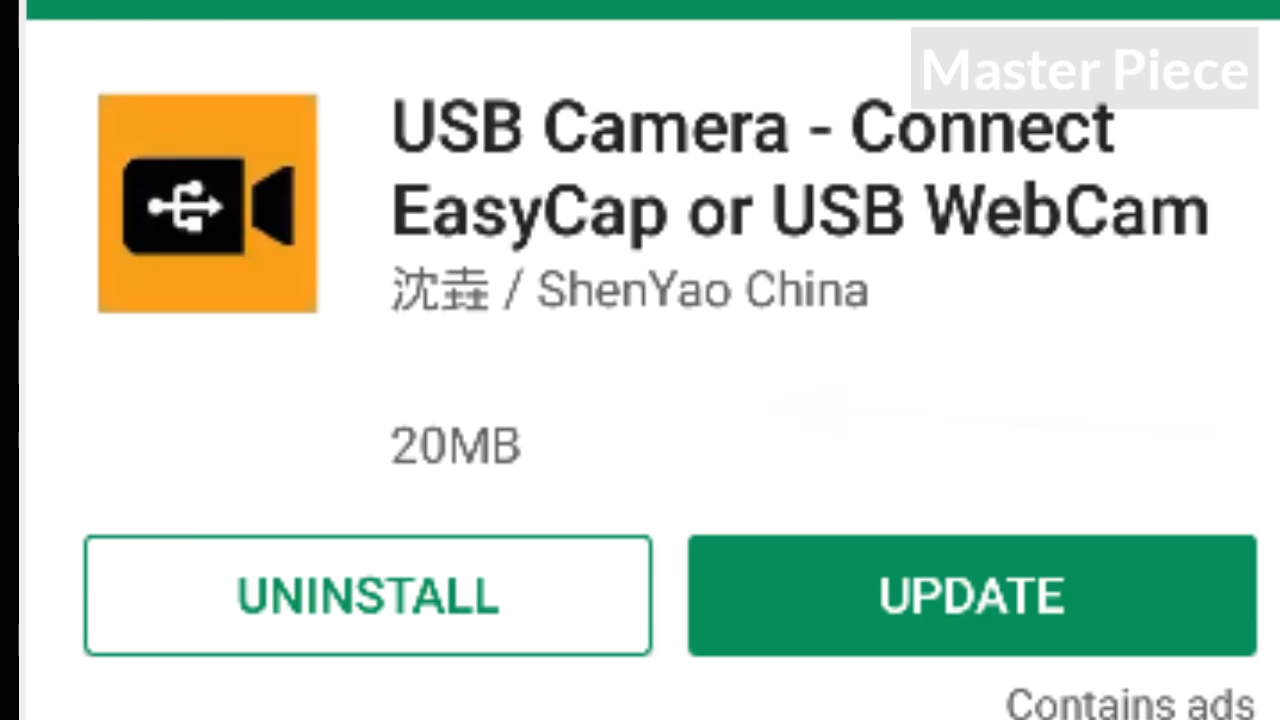 Master Piece
USB Camera - Connect
EasyCap or USB WebCam
沈垚 / ShenYao China
20MB
UNINSTALL
UPDATE
Contains ads